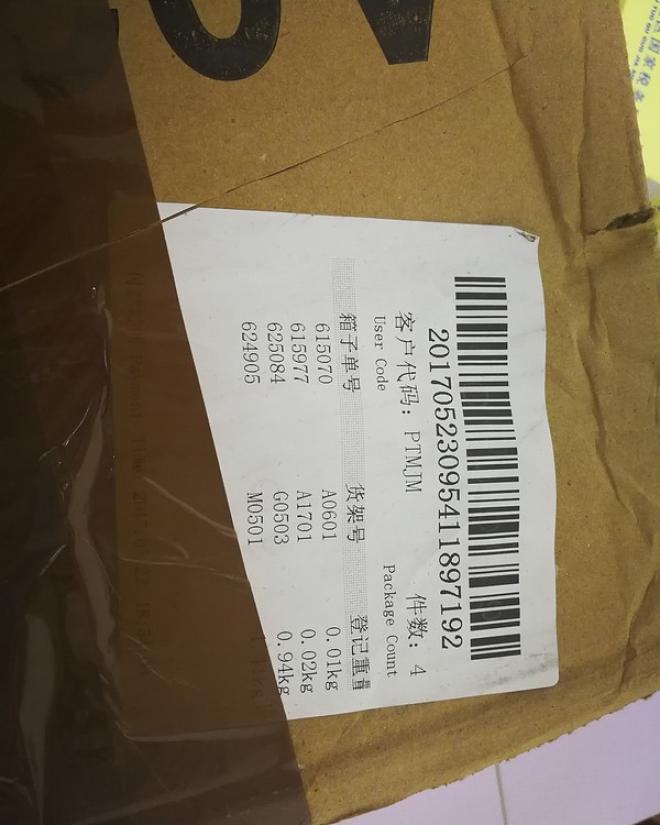 20170523095411897192
客户代码: PTMJM 件数: 4
User Code Package Count
箱子单号 货架号 登记重量
615070 A0601 0.01kg
615977 A1701 0.02kg
625084 G0503 0.94kg
624905 M0501